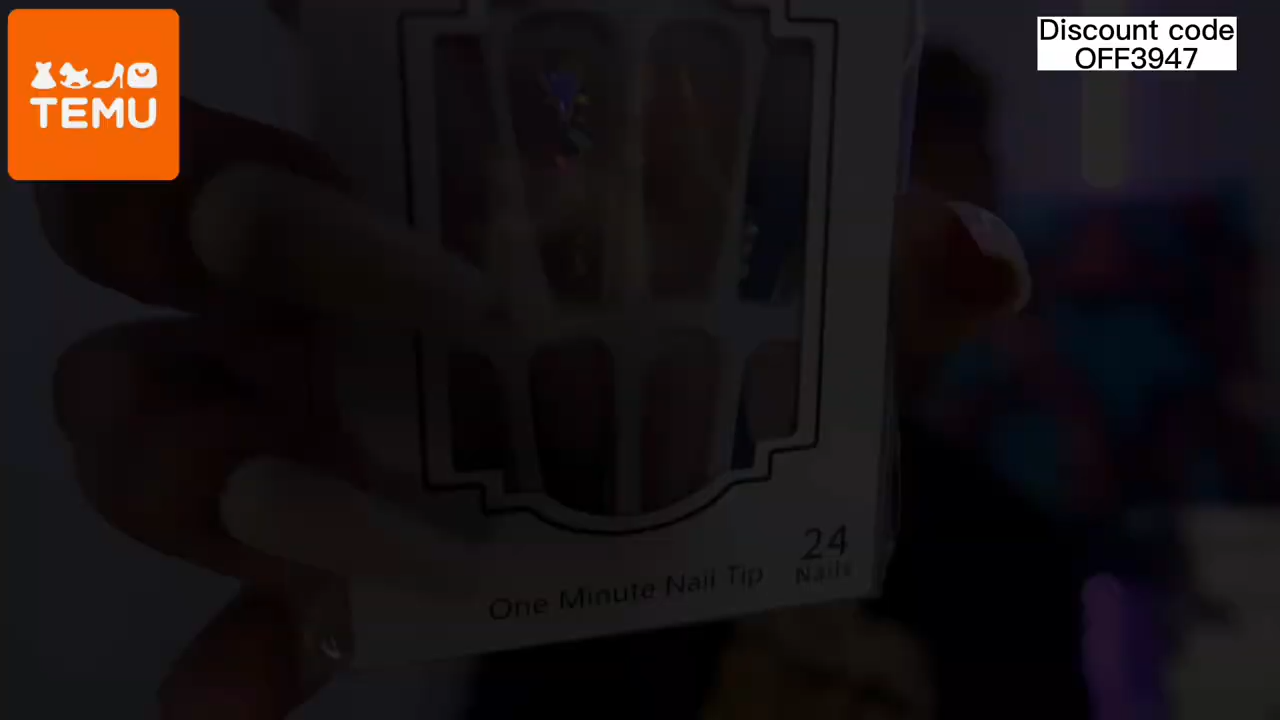 TEMU
Discount code
OFF3947
24
Nails
One Minute Nail Tip